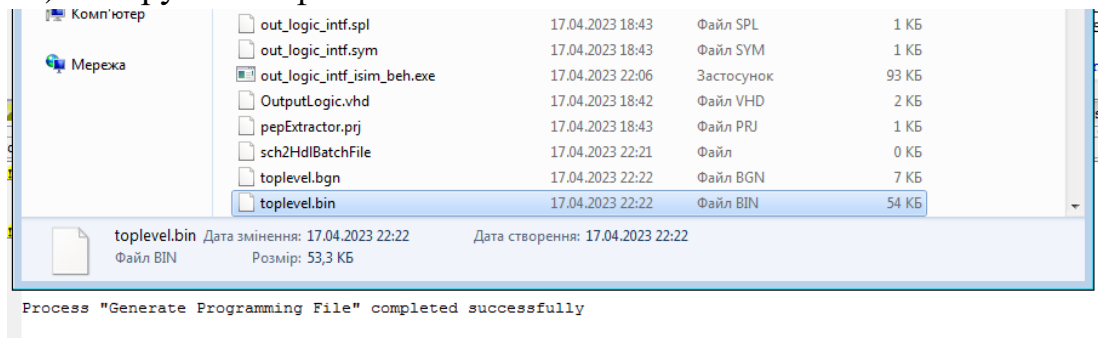 Комп'ютер
out_logic_intf.spl 17.04.2023 18:43 Файл SPL 1 КБ
out_logic_intf.sym 17.04.2023 18:43 Файл SYM 1 КБ
Мережа
out_logic_intf_isim_beh.exe 17.04.2023 22:06 Застосунок 93 КБ
OutputLogic.vhd 17.04.2023 18:42 Файл VHD 2 КБ
pepExtractor.prj 17.04.2023 18:43 Файл PRJ 1 КБ
sch2HdlBatchFile 17.04.2023 22:21 Файл 0 КБ
toplevel.bgn 17.04.2023 22:22 Файл BGN 7 КБ
toplevel.bin 17.04.2023 22:22 Файл BIN 54 КБ
toplevel.bin Дата змінення: 17.04.2023 22:22 Дата створення: 17.04.2023 22:22
Файл BIN Розмір: 53,3 КБ
Process "Generate Programming File" completed successfully